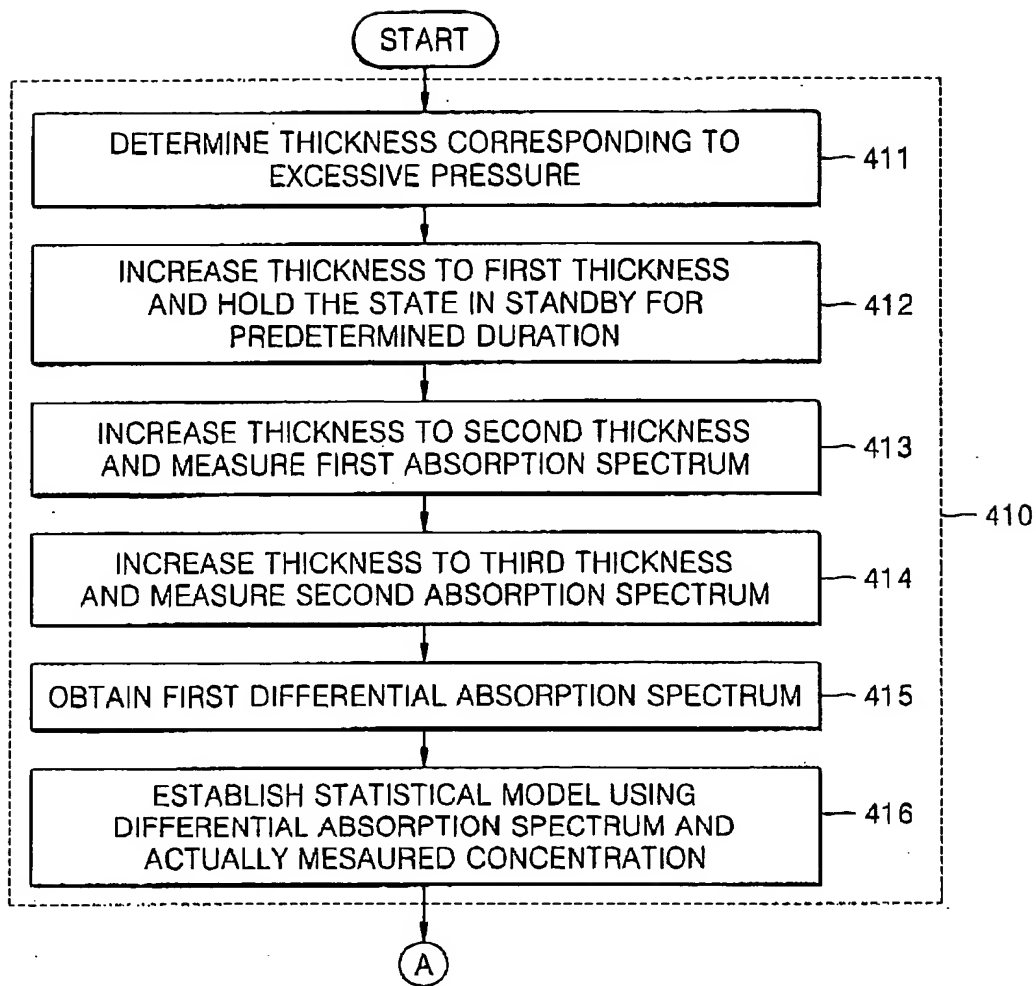 START
DETERMINE THICKNESS CORRESPONDING TO
EXCESSIVE PRESSURE
411
INCREASE THICKNESS TO FIRST THICKNESS
AND HOLD THE STATE IN STANDBY FOR
PREDETERMINED DURATION
412
INCREASE THICKNESS TO SECOND THICKNESS
AND MEASURE FIRST ABSORPTION SPECTRUM
413
410
INCREASE THICKNESS TO THIRD THICKNESS
AND MEASURE SECOND ABSORPTION SPECTRUM
414
OBTAIN FIRST DIFFERENTIAL ABSORPTION SPECTRUM
415
ESTABLISH STATISTICAL MODEL USING
DIFFERENTIAL ABSORPTION SPECTRUM AND
ACTUALLY MESAURED CONCENTRATION
416
A